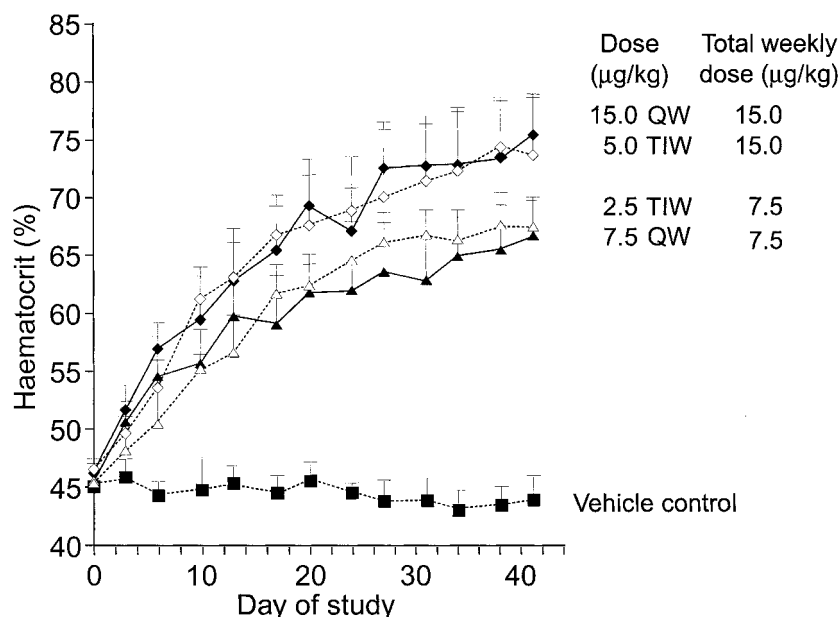 85
80
75
70
65
60
55
50
45
40
Haematocrit (%)
0
10
20
30
40
Day of study
Dose Total weekly
(μg/kg) dose (μg/kg)
15.0 QW 15.0
5.0 TIW 15.0
2.5 TIW 7.5
7.5 QW 7.5
Vehicle control